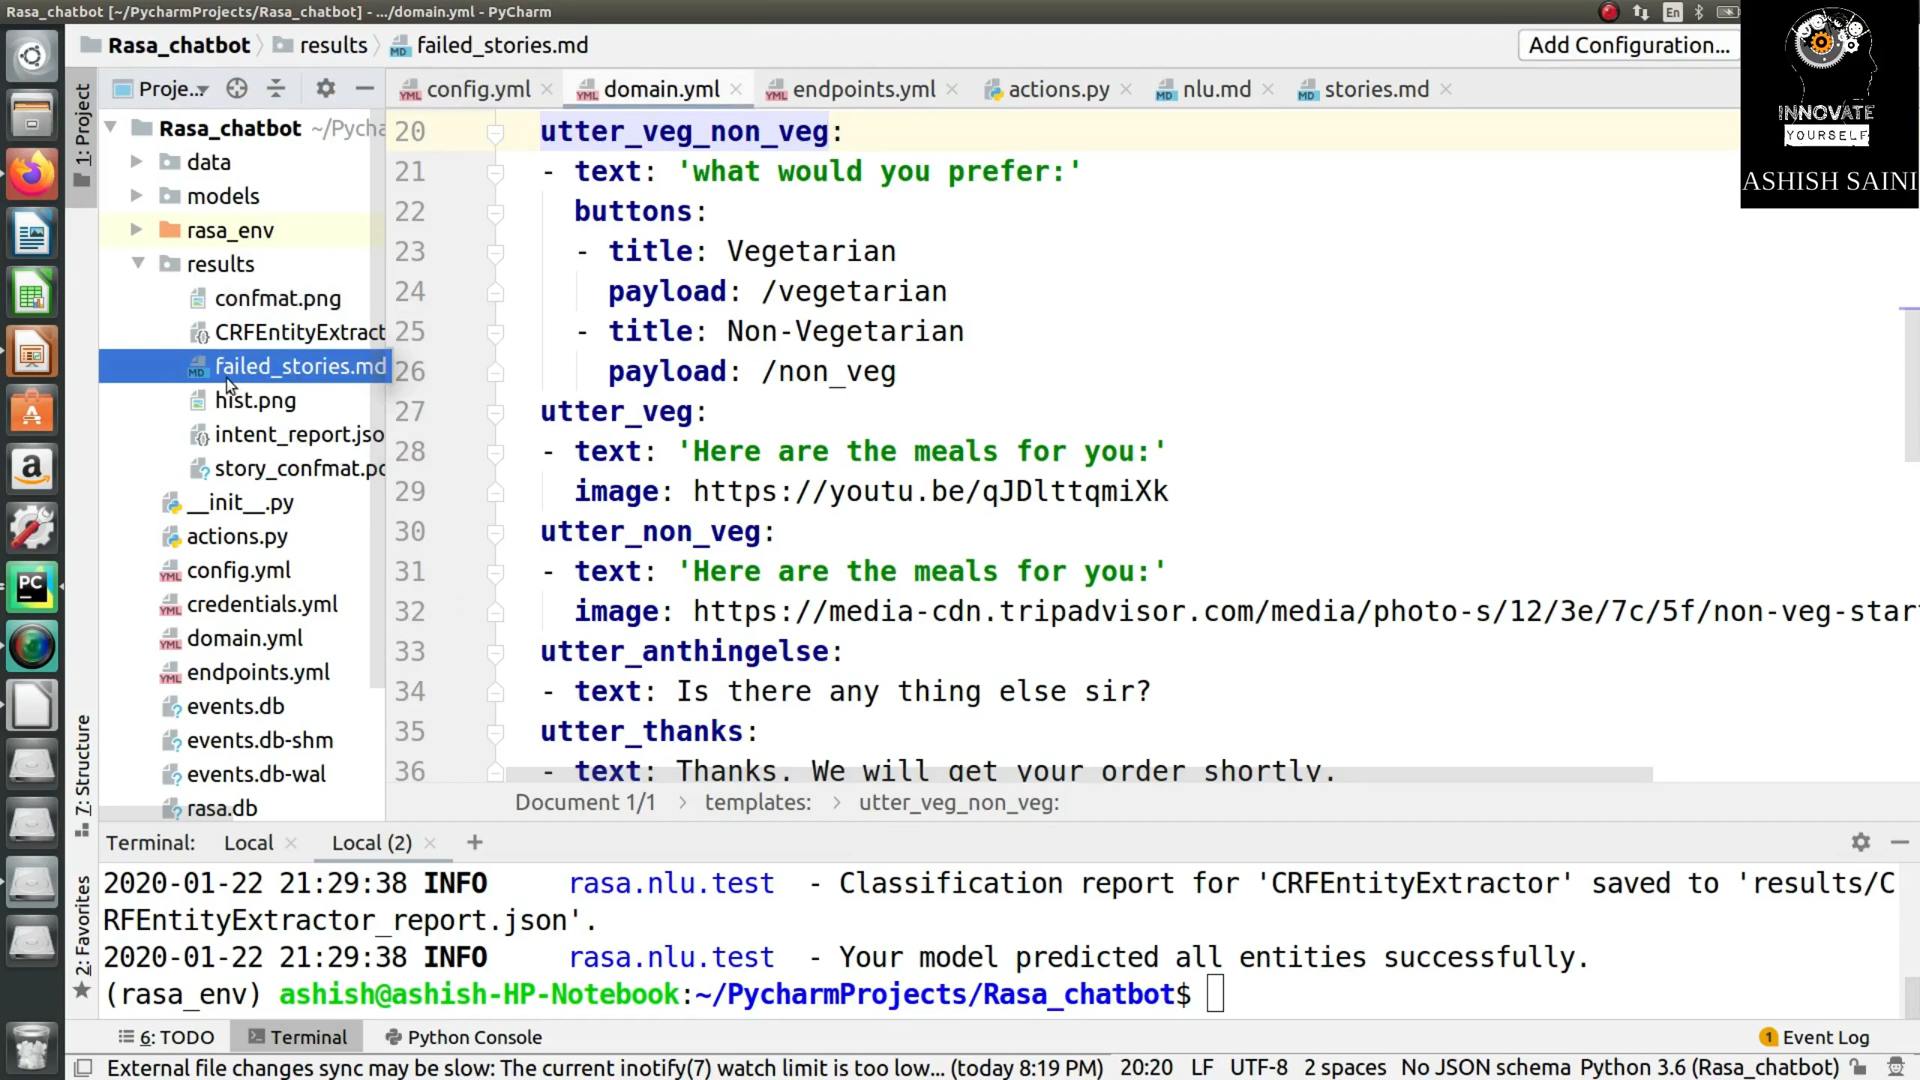 Rasa_chatbot [~/PycharmProjects/Rasa_chatbot] - .../domain.yml - PyCharm
En
Rasa_chatbot results failed_stories.md
Add Configuration...
INNOVATE
YOURSELF
ASHISH SAINI
1: Project
Proje...
config.yml
domain.yml
endpoints.yml
actions.py
nlu.md
stories.md
Rasa_chatbot ~/Pycha
data
models
rasa_env
results
confmat.png
CRFEntityExtract
failed_stories.md
hist.png
intent_report.jso
story_confmat.pd
__init__.py
actions.py
config.yml
credentials.yml
domain.yml
endpoints.yml
events.db
events.db-shm
events.db-wal
rasa.db
20 utter_veg_non_veg:
21 - text: 'what would you prefer:'
22 buttons:
23 - title: Vegetarian
24 payload: /vegetarian
25 - title: Non-Vegetarian
26 payload: /non_veg
27 utter_veg:
28 - text: 'Here are the meals for you:'
29 image: https://youtu.be/qJDlttqmiXk
30 utter_non_veg:
31 - text: 'Here are the meals for you:'
32 image: https://media-cdn.tripadvisor.com/media/photo-s/12/3e/7c/5f/non-veg-star
33 utter_anthingelse:
34 - text: Is there any thing else sir?
35 utter_thanks:
36 - text: Thanks. We will get your order shortly.
Document 1/1 > templates: > utter_veg_non_veg:
7: Structure
2: Favorites
Terminal: Local Local (2) +
2020-01-22 21:29:38 INFO rasa.nlu.test - Classification report for 'CRFEntityExtractor' saved to 'results/C
RFEntityExtractor_report.json'.
2020-01-22 21:29:38 INFO rasa.nlu.test - Your model predicted all entities successfully.
(rasa_env) ashish@ashish-HP-Notebook:~/PycharmProjects/Rasa_chatbot$
6: TODO Terminal Python Console
1 Event Log
External file changes sync may be slow: The current inotify(7) watch limit is too low... (today 8:19 PM) 20:20 LF UTF-8 2 spaces No JSON schema Python 3.6 (Rasa_chatbot)